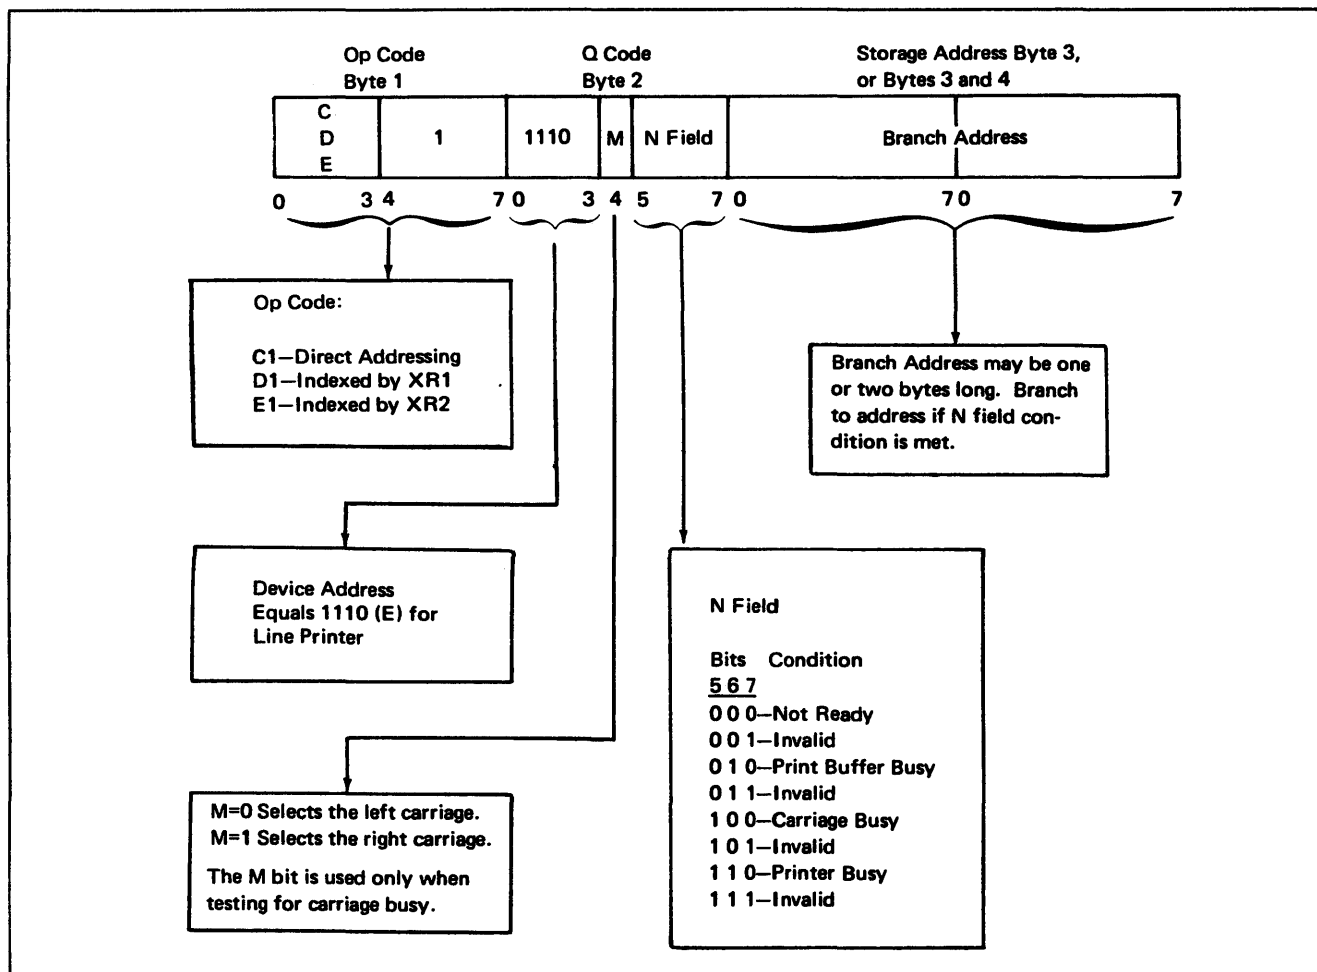 Op Code
Byte 1
Q Code
Byte 2
Storage Address Byte 3,
or Bytes 3 and 4
C
D
E
1
1110
M
N Field
Branch Address
0 3 4 7 0 3 4 5 7 0 7 0 7
Op Code:
C1—Direct Addressing
D1—Indexed by XR1
E1—Indexed by XR2
Branch Address may be one
or two bytes long. Branch
to address if N field con-
dition is met.
Device Address
Equals 1110 (E) for
Line Printer
N Field
Bits Condition
5 6 7
0 0 0—Not Ready
0 0 1—Invalid
0 1 0—Print Buffer Busy
0 1 1—Invalid
1 0 0—Carriage Busy
1 0 1—Invalid
1 1 0—Printer Busy
1 1 1—Invalid
M=0 Selects the left carriage.
M=1 Selects the right carriage.
The M bit is used only when
testing for carriage busy.